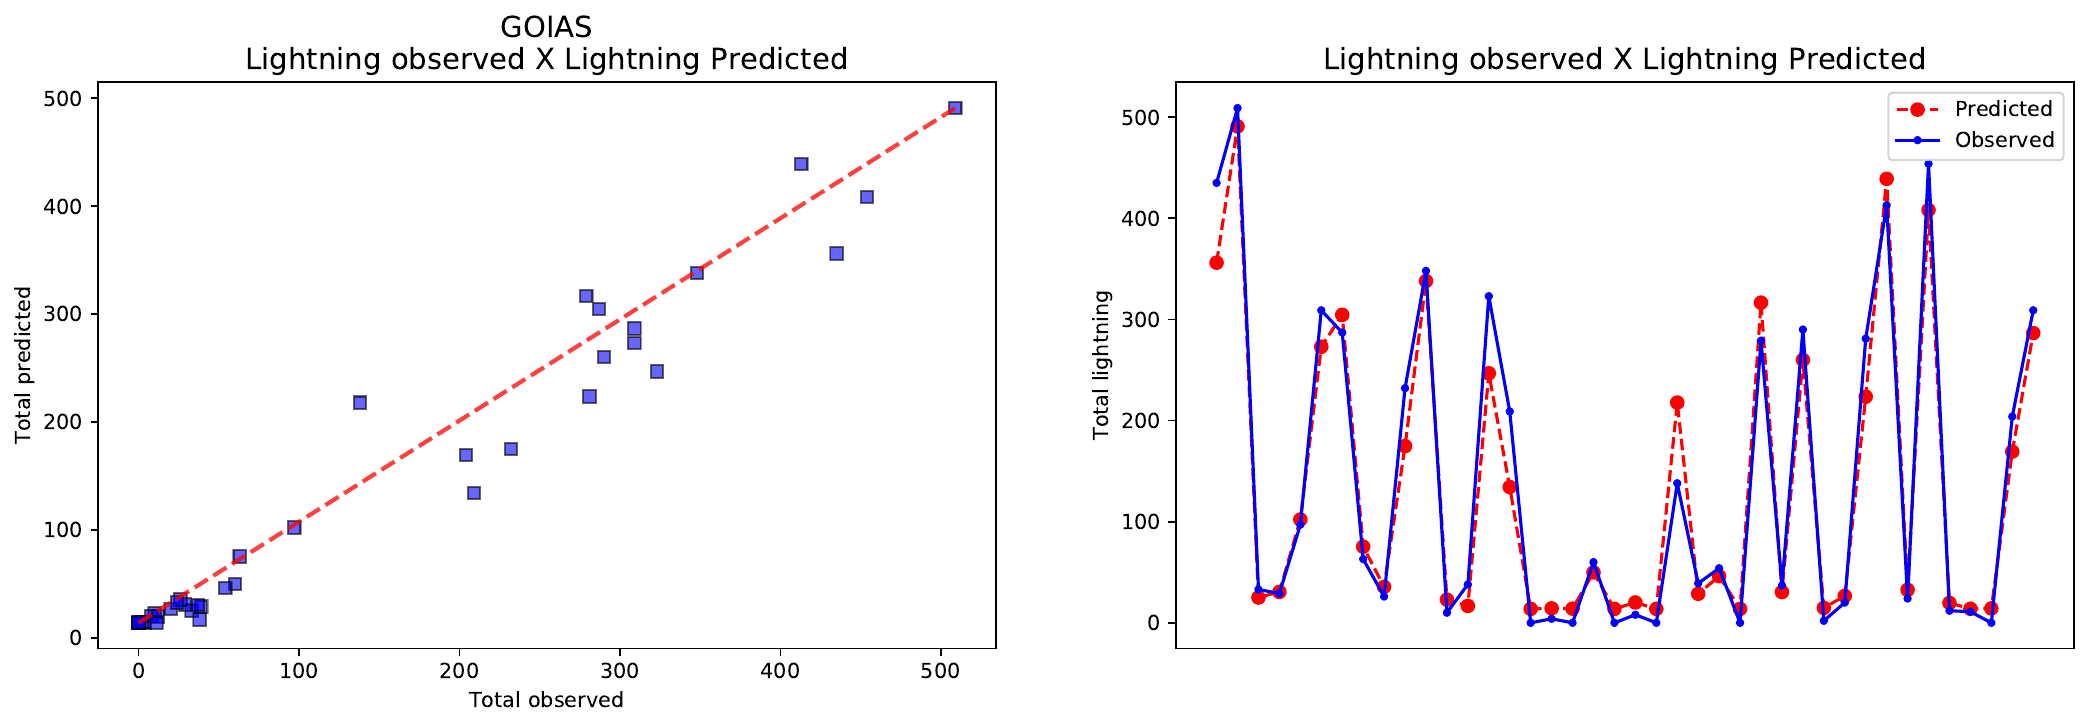 GOIAS
Lightning observed X Lightning Predicted
500
400
300
200
100
0
Total predicted
0 100 200 300 400 500
Total observed
Lightning observed X Lightning Predicted
500
400
300
200
100
0
Total lightning
Predicted
Observed